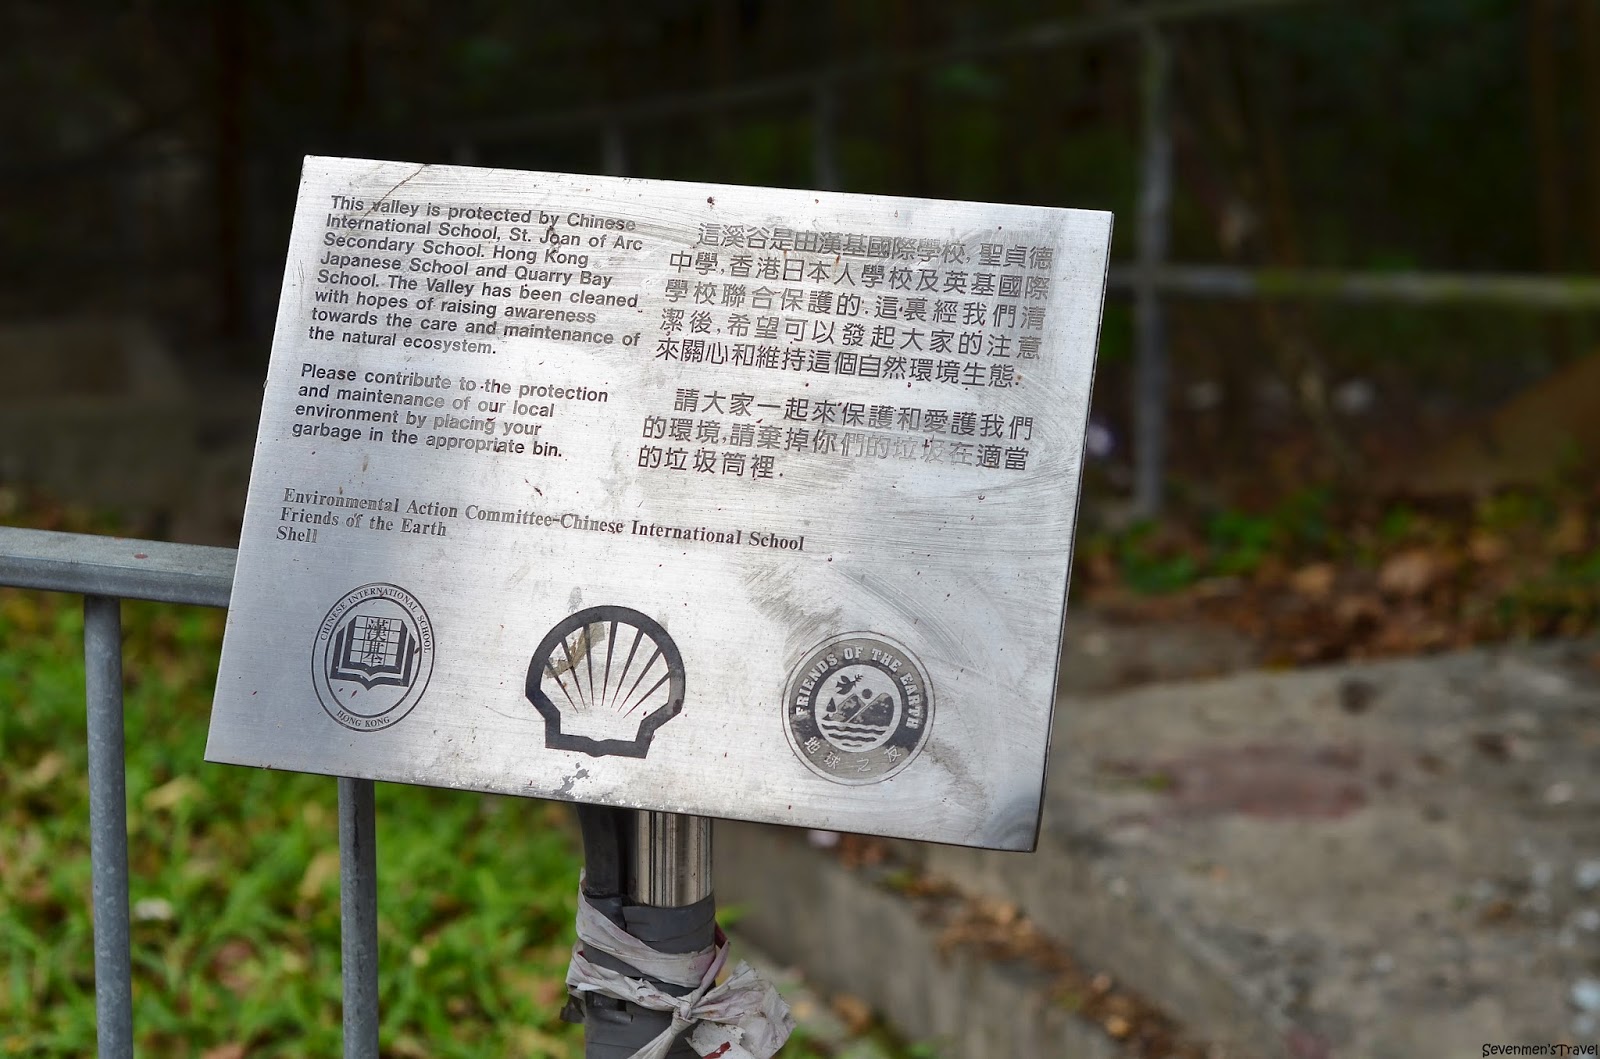 This valley is protected by Chinese
International School, St. Joan of Arc
Secondary School. Hong Kong
Japanese School and Quarry Bay
School. The Valley has been cleaned
with hopes of raising awareness
towards the care and maintenance of
the natural ecosystem.
Please contribute to the protection
and maintenance of our local
environment by placing your
garbage in the appropriate bin.
這溪谷是由漢基國際學校, 聖貞德
中學, 香港日本人學校及英基國際
學校聯合保護的. 這裏經我們清
潔後, 希望可以發起大家的注意
來關心和維持這個自然環境生態.
請大家一起來保護和愛護我們
的環境, 請棄掉你們的垃圾在適當
的垃圾筒裡.
Environmental Action Committee-Chinese International School
Friends of the Earth
Shell
CHINESE INTERNATIONAL SCHOOL
漢基
HONG KONG
FRIENDS OF THE EARTH
地球之友
Sevenmen'sTravel